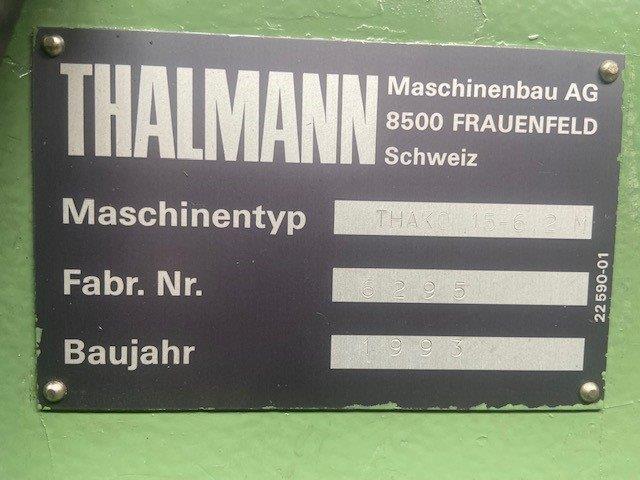 THALMANN
Maschinenbau AG
8500 FRAUENFELD
Schweiz
Maschinentyp THAKO 15-6,2 M
Fabr. Nr. 6295
Baujahr 1993
22 590-01